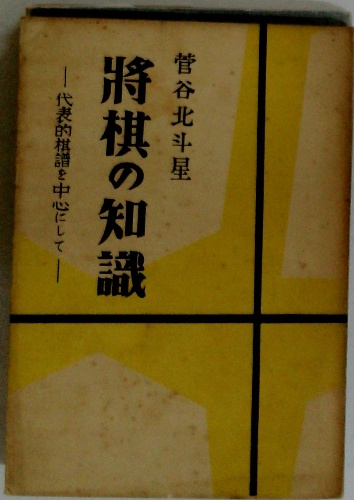 菅谷北斗星
將棋の知識
―代表的棋譜を中心にして―